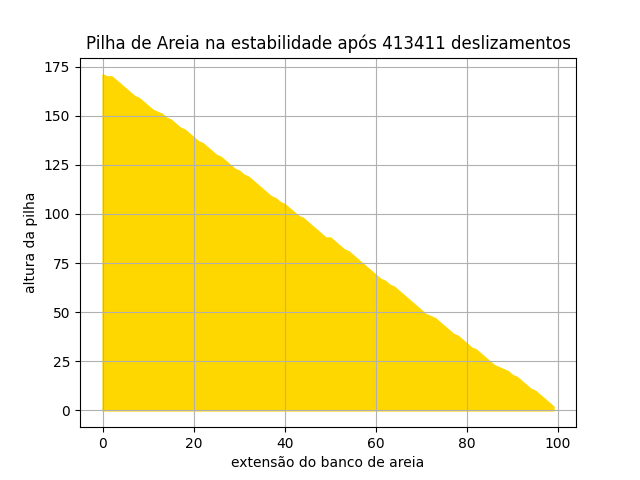 Pilha de Areia na estabilidade após 413411 deslizamentos
175
150
125
100
75
50
25
0
altura da pilha
0 20 40 60 80 100
extensão do banco de areia